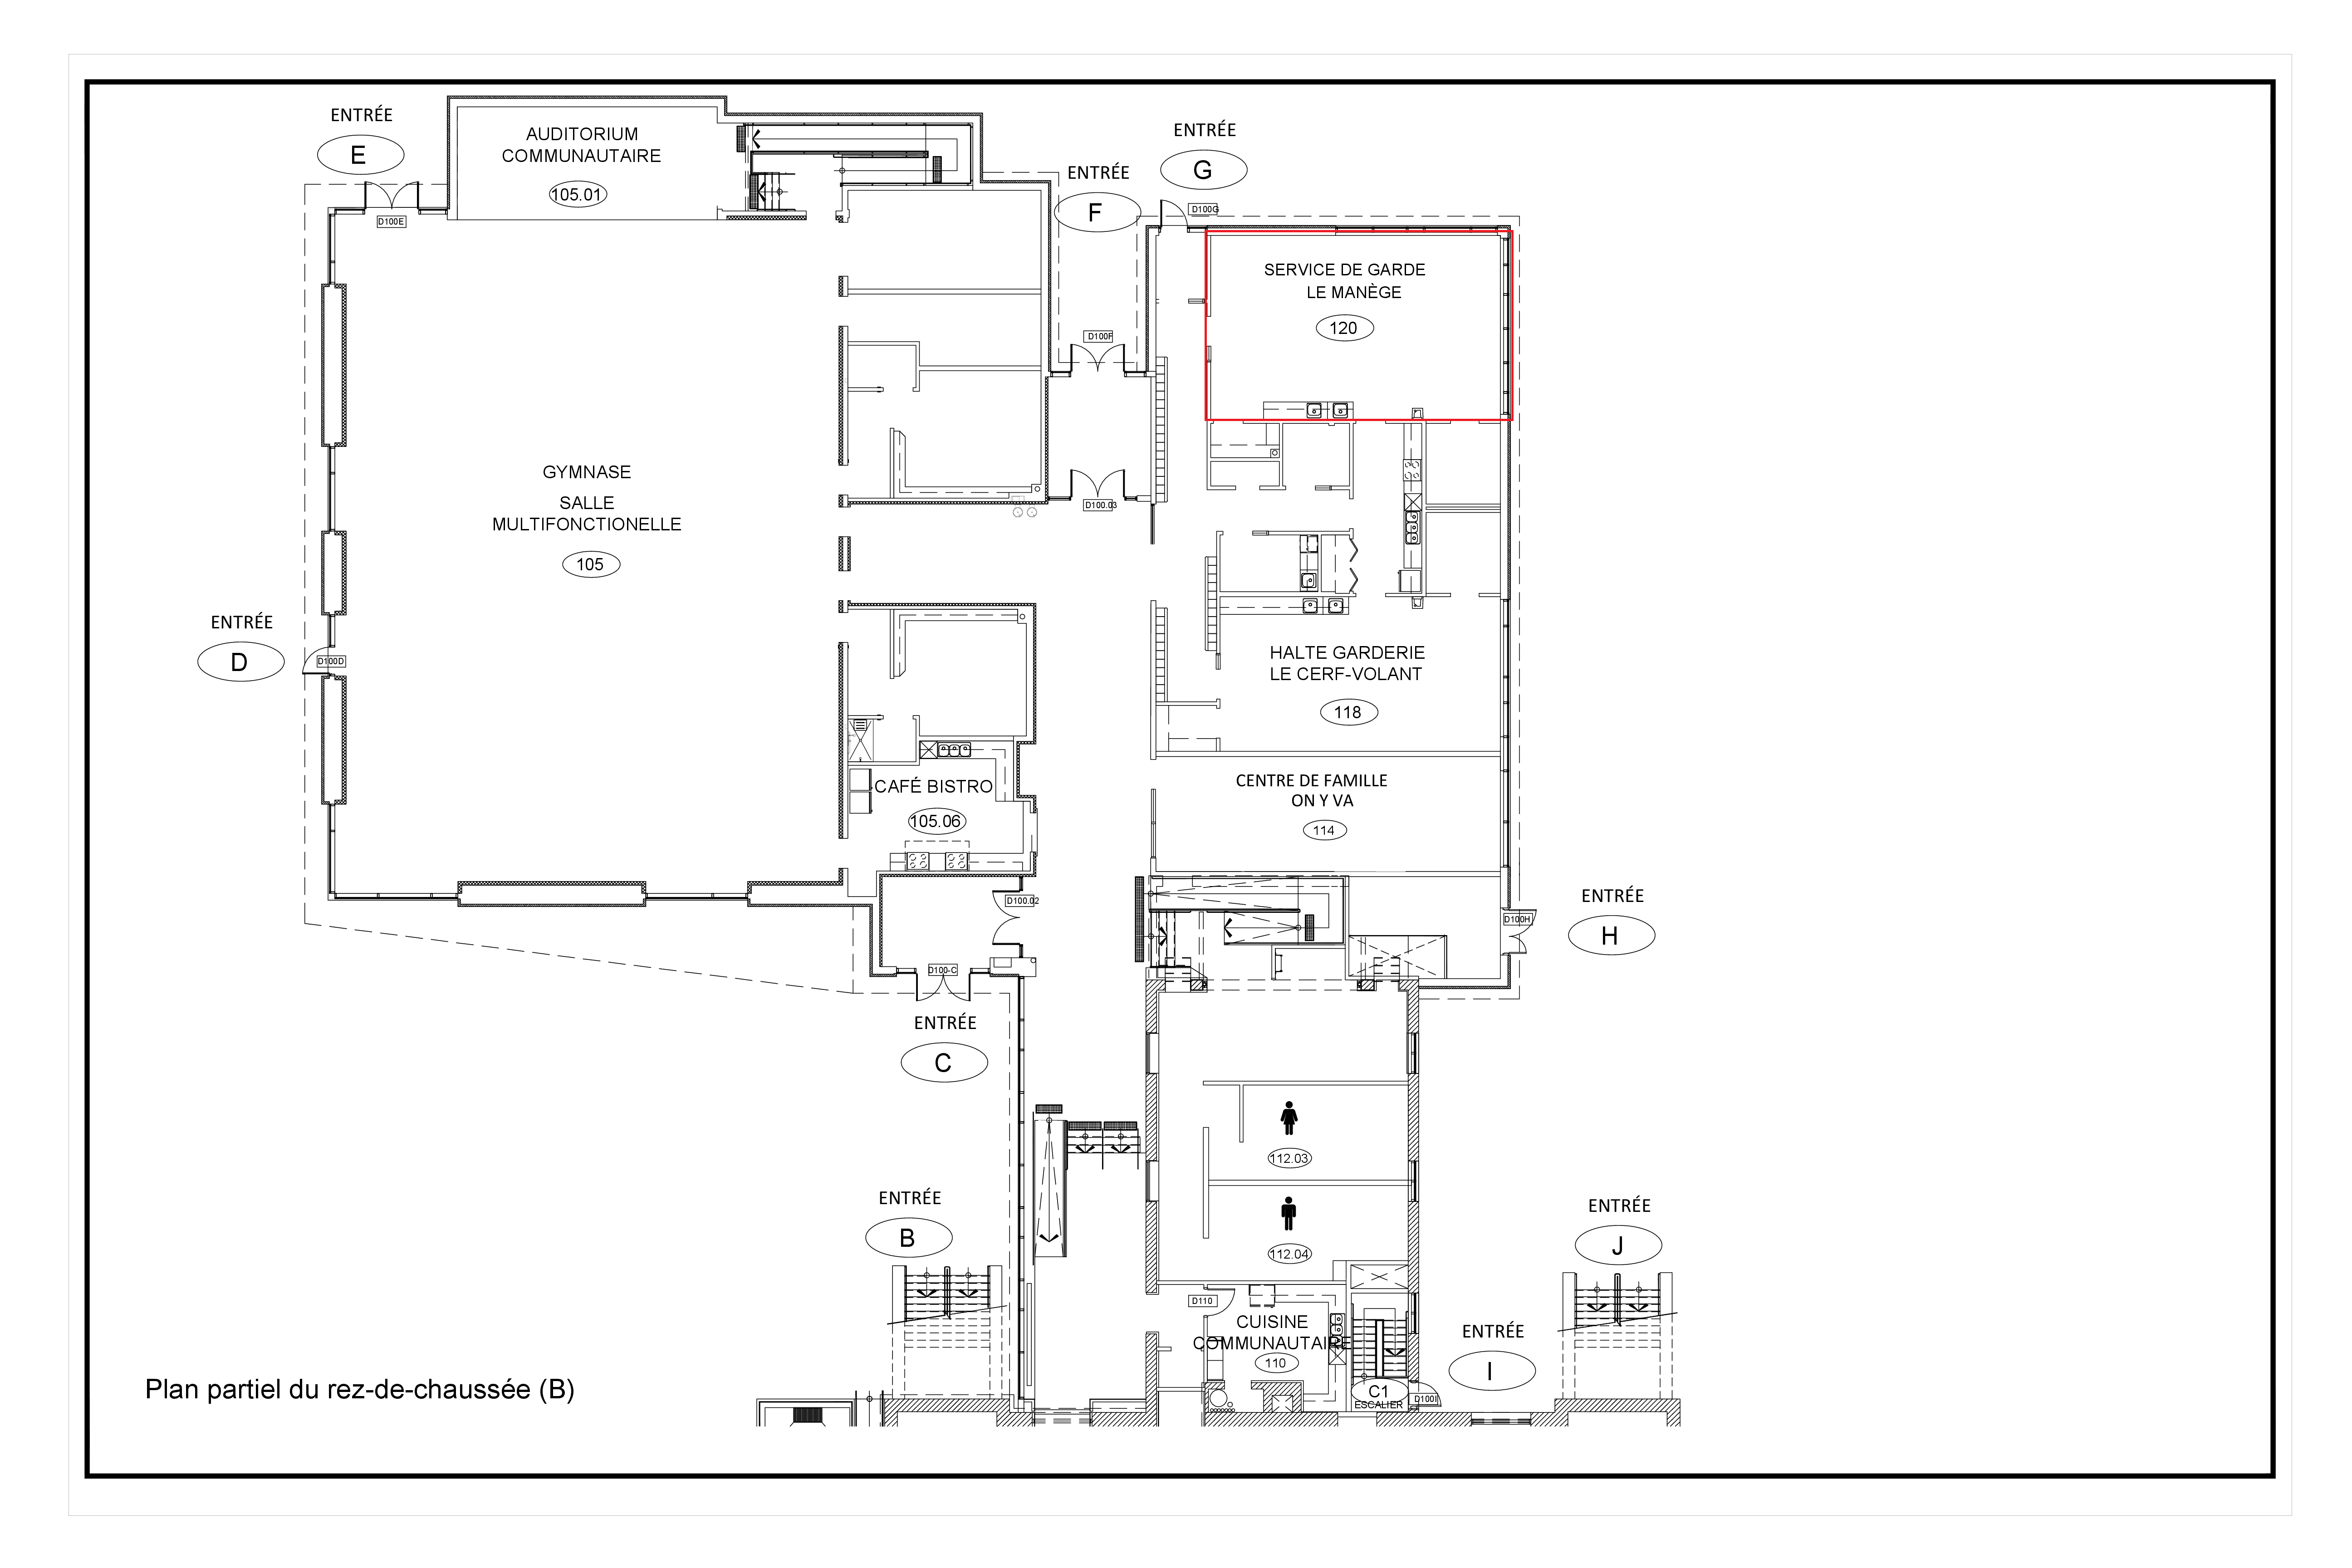 ENTRÉE
E
D100E
AUDITORIUM
COMMUNAUTAIRE
105.01
ENTRÉE
F
D100F
D100.03
ENTRÉE
G
D100G
SERVICE DE GARDE
LE MANÈGE
120
GYMNASE
SALLE
MULTIFONCTIONELLE
105
ENTRÉE
D
D100D
HALTE GARDERIE
LE CERF-VOLANT
118
CENTRE DE FAMILLE
ON Y VA
114
CAFÉ BISTRO
105.06
D100.02
D100-C
ENTRÉE
C
ENTRÉE
H
D100H
112.03
112.04
ENTRÉE
B
ENTRÉE
J
D110
CUISINE
COMMUNAUTAIRE
110
C1
ESCALIER
D100I
ENTRÉE
I
Plan partiel du rez-de-chaussée (B)